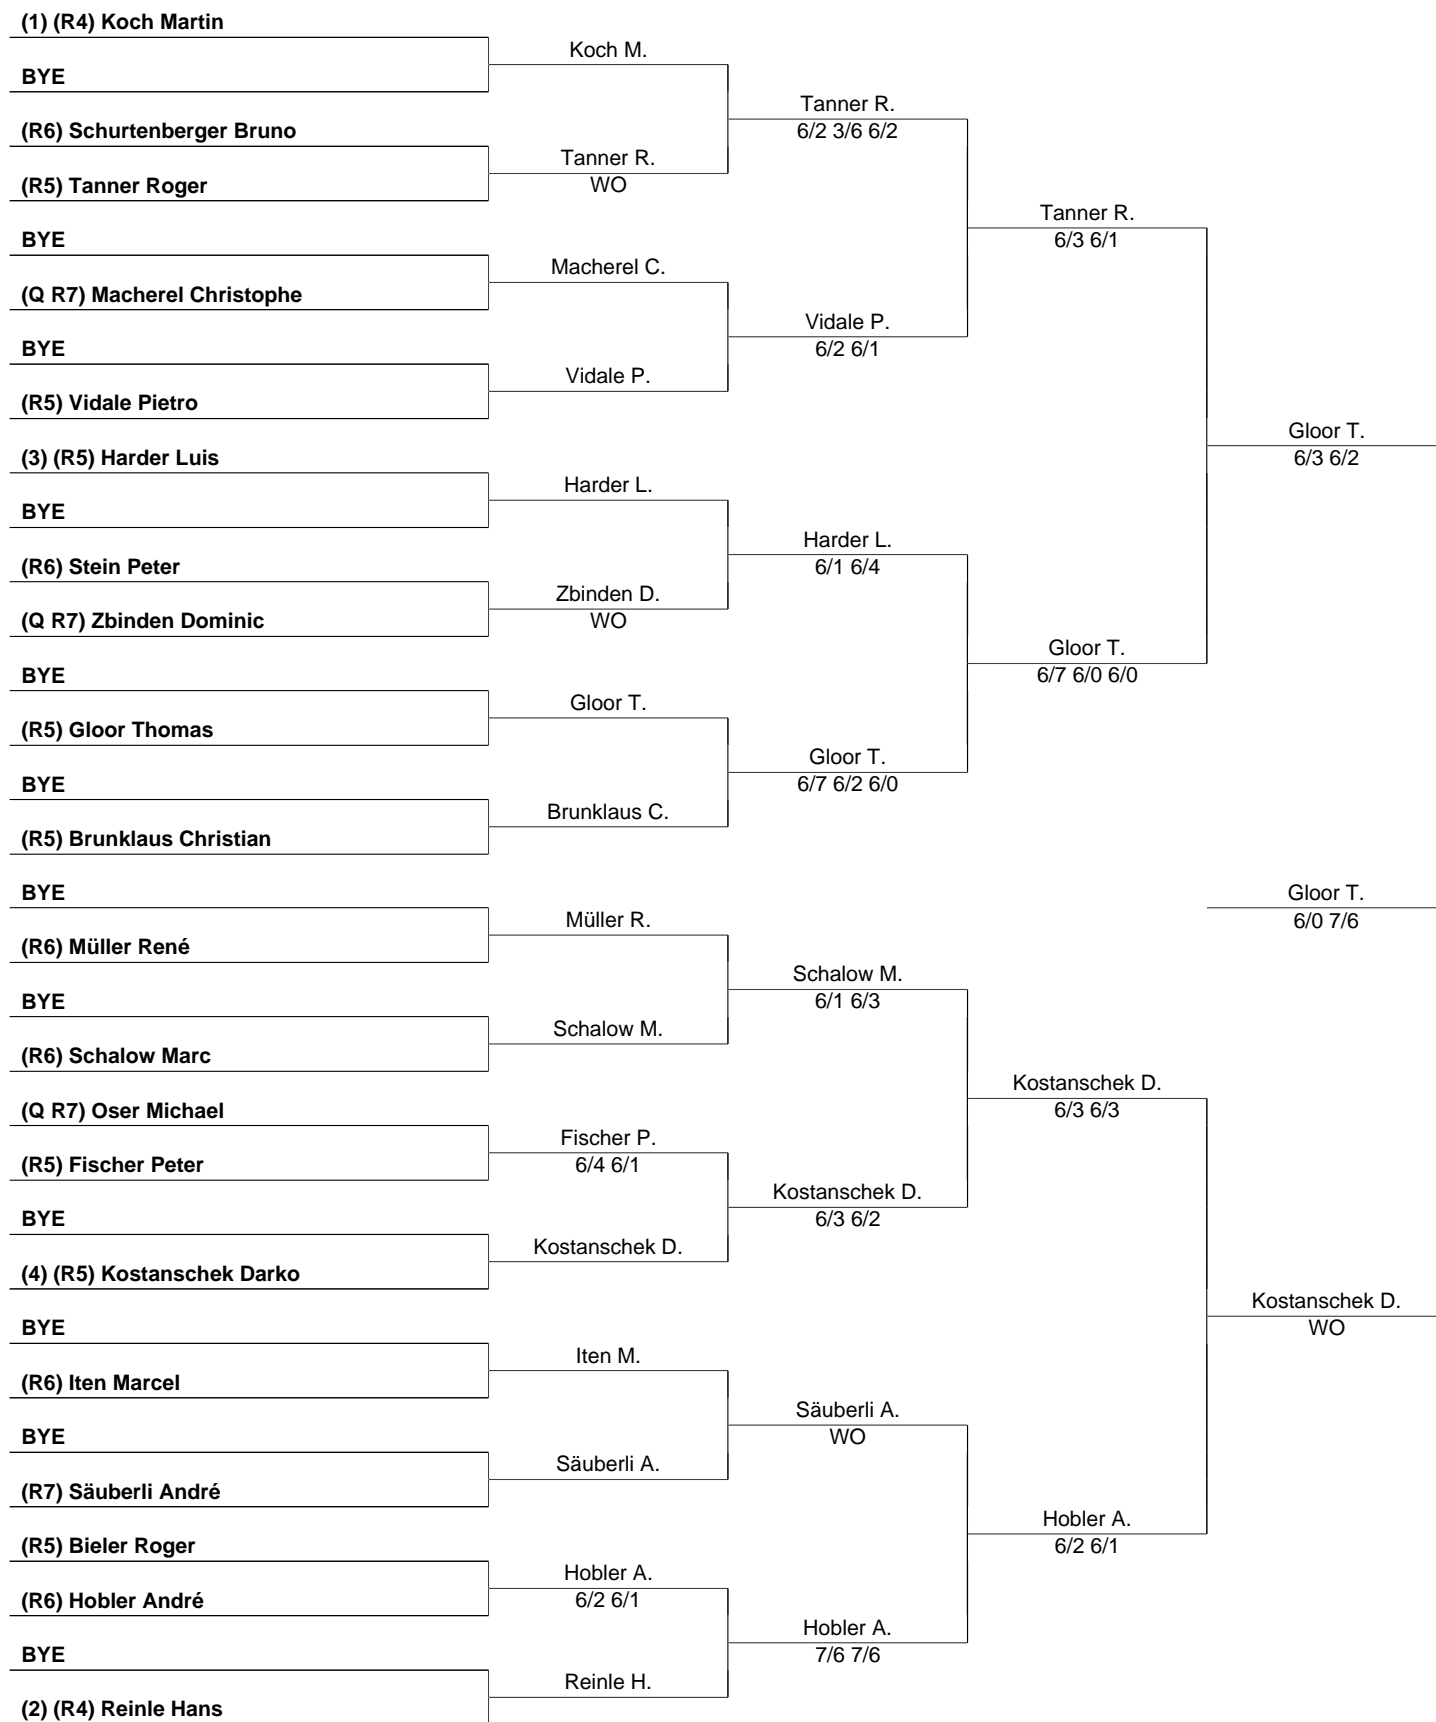 (1) (R4) Koch Martin
BYE
(R6) Schurtenberger Bruno
(R5) Tanner Roger
BYE
(Q R7) Macherel Christophe
BYE
(R5) Vidale Pietro
(3) (R5) Harder Luis
BYE
(R6) Stein Peter
(Q R7) Zbinden Dominic
BYE
(R5) Gloor Thomas
BYE
(R5) Brunklaus Christian
BYE
(R6) Müller René
BYE
(R6) Schalow Marc
(Q R7) Oser Michael
(R5) Fischer Peter
BYE
(4) (R5) Kostanschek Darko
BYE
(R6) Iten Marcel
BYE
(R7) Säuberli André
(R5) Bieler Roger
(R6) Hobler André
BYE
(2) (R4) Reinle Hans
Koch M.
Tanner R.
WO
Macherel C.
Vidale P.
Harder L.
Zbinden D.
WO
Gloor T.
Brunklaus C.
Müller R.
Schalow M.
Fischer P.
6/4 6/1
Kostanschek D.
Iten M.
Säuberli A.
Hobler A.
6/2 6/1
Reinle H.
Tanner R.
6/2 3/6 6/2
Vidale P.
6/2 6/1
Harder L.
6/1 6/4
Gloor T.
6/7 6/2 6/0
Schalow M.
6/1 6/3
Kostanschek D.
6/3 6/2
Säuberli A.
WO
Hobler A.
7/6 7/6
Tanner R.
6/3 6/1
Gloor T.
6/7 6/0 6/0
Kostanschek D.
6/3 6/3
Hobler A.
6/2 6/1
Gloor T.
6/3 6/2
Gloor T.
6/0 7/6
Kostanschek D.
WO